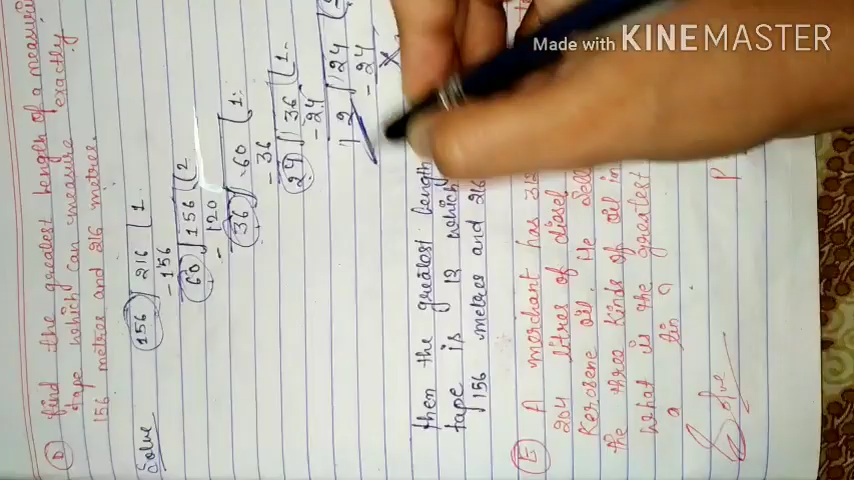 D find the greatest length of a measuring
tape which can measure exactly
156 metres and 216 metres.
Solve
156 216 1
-156
60 156 2
-120
36 60 1
-36
24 36 1
-24
12 24
-24
X
then the greatest length
tape is 12 which
156 metres and 216
E A merchant has
204 litres of diesel
Kerosene oil. He sell
the three kinds of oil in
what is the greatest
a tin ?
Solve
P
Made with KINEMASTER